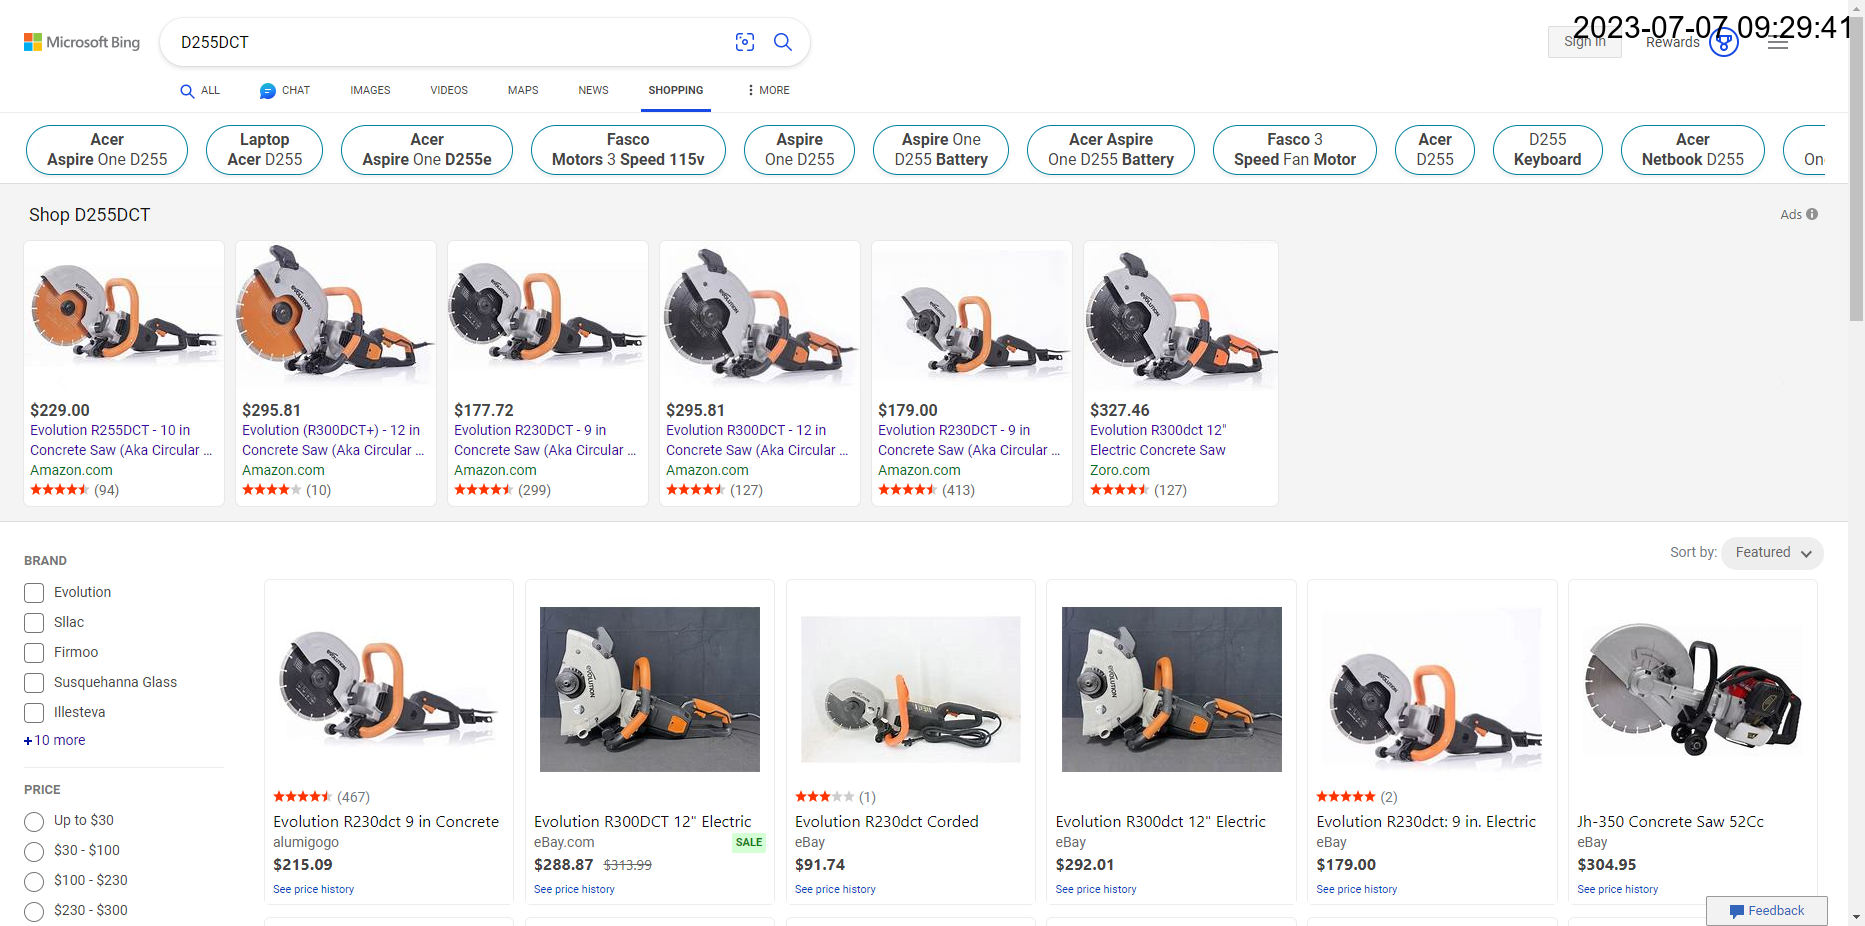 Microsoft Bing
D255DCT
Sign in
Rewards
2023-07-07 09:29:41
ALL
CHAT
IMAGES
VIDEOS
MAPS
NEWS
SHOPPING
MORE
Acer
Aspire One D255
Laptop
Acer D255
Acer
Aspire One D255e
Fasco
Motors 3 Speed 115v
Aspire
One D255
Aspire One
D255 Battery
Acer Aspire
One D255 Battery
Fasco 3
Speed Fan Motor
Acer
D255
D255
Keyboard
Acer
Netbook D255
On
Shop D255DCT
Ads
$229.00
Evolution R255DCT - 10 in
Concrete Saw (Aka Circular ...
Amazon.com
(94)
$295.81
Evolution (R300DCT+) - 12 in
Concrete Saw (Aka Circular ...
Amazon.com
(10)
$177.72
Evolution R230DCT - 9 in
Concrete Saw (Aka Circular ...
Amazon.com
(299)
$295.81
Evolution R300DCT - 12 in
Concrete Saw (Aka Circular ...
Amazon.com
(127)
$179.00
Evolution R230DCT - 9 in
Concrete Saw (Aka Circular ...
Amazon.com
(413)
$327.46
Evolution R300dct 12"
Electric Concrete Saw
Zoro.com
(127)
BRAND
Evolution
Sllac
Firmoo
Susquehanna Glass
Illesteva
+10 more
PRICE
Up to $30
$30 - $100
$100 - $230
$230 - $300
Sort by: Featured
(467)
Evolution R230dct 9 in Concrete
alumigogo
$215.09
See price history
EVOLUTION
Evolution R300DCT 12" Electric
eBay.com
SALE
$288.87 $313.99
See price history
(1)
Evolution R230dct Corded
eBay
$91.74
See price history
EVOLUTION
Evolution R300dct 12" Electric
eBay
$292.01
See price history
(2)
Evolution R230dct: 9 in. Electric
eBay
$179.00
See price history
Jh-350 Concrete Saw 52Cc
eBay
$304.95
See price history
Feedback